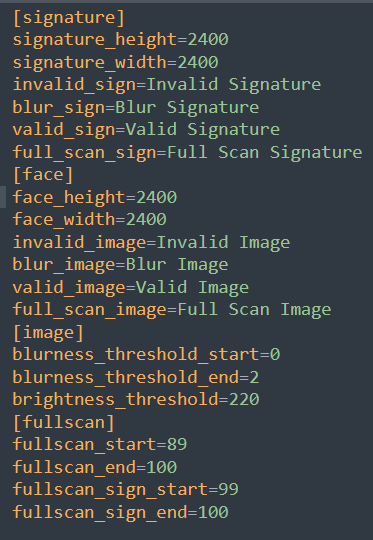 [signature]
signature_height=2400
signature_width=2400
invalid_sign=Invalid Signature
blur_sign=Blur Signature
valid_sign=Valid Signature
full_scan_sign=Full Scan Signature
[face]
face_height=2400
face_width=2400
invalid_image=Invalid Image
blur_image=Blur Image
valid_image=Valid Image
full_scan_image=Full Scan Image
[image]
blurness_threshold_start=0
blurness_threshold_end=2
brightness_threshold=220
[fullscan]
fullscan_start=89
fullscan_end=100
fullscan_sign_start=99
fullscan_sign_end=100